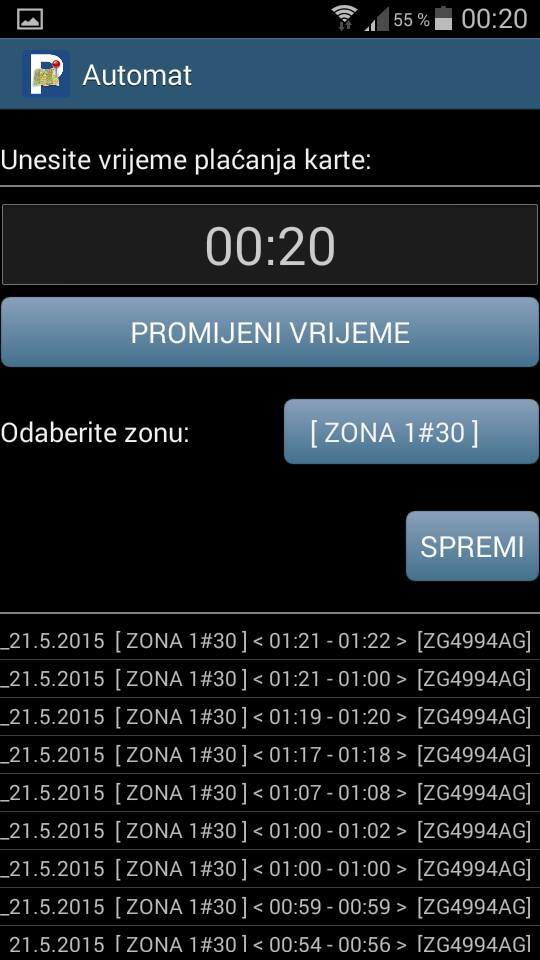 55 % 00:20
Automat
Unesite vrijeme plaćanja karte:
00:20
PROMIJENI VRIJEME
Odaberite zonu: [ ZONA 1#30 ]
SPREMI
_21.5.2015 [ ZONA 1#30 ] < 01:21 - 01:22 > [ZG4994AG]
_21.5.2015 [ ZONA 1#30 ] < 01:21 - 01:00 > [ZG4994AG]
_21.5.2015 [ ZONA 1#30 ] < 01:19 - 01:20 > [ZG4994AG]
_21.5.2015 [ ZONA 1#30 ] < 01:17 - 01:18 > [ZG4994AG]
_21.5.2015 [ ZONA 1#30 ] < 01:07 - 01:08 > [ZG4994AG]
_21.5.2015 [ ZONA 1#30 ] < 01:00 - 01:02 > [ZG4994AG]
_21.5.2015 [ ZONA 1#30 ] < 01:00 - 01:00 > [ZG4994AG]
_21.5.2015 [ ZONA 1#30 ] < 00:59 - 00:59 > [ZG4994AG]
21.5.2015 [ ZONA 1#30 ] < 00:54 - 00:56 > [ZG4994AG]